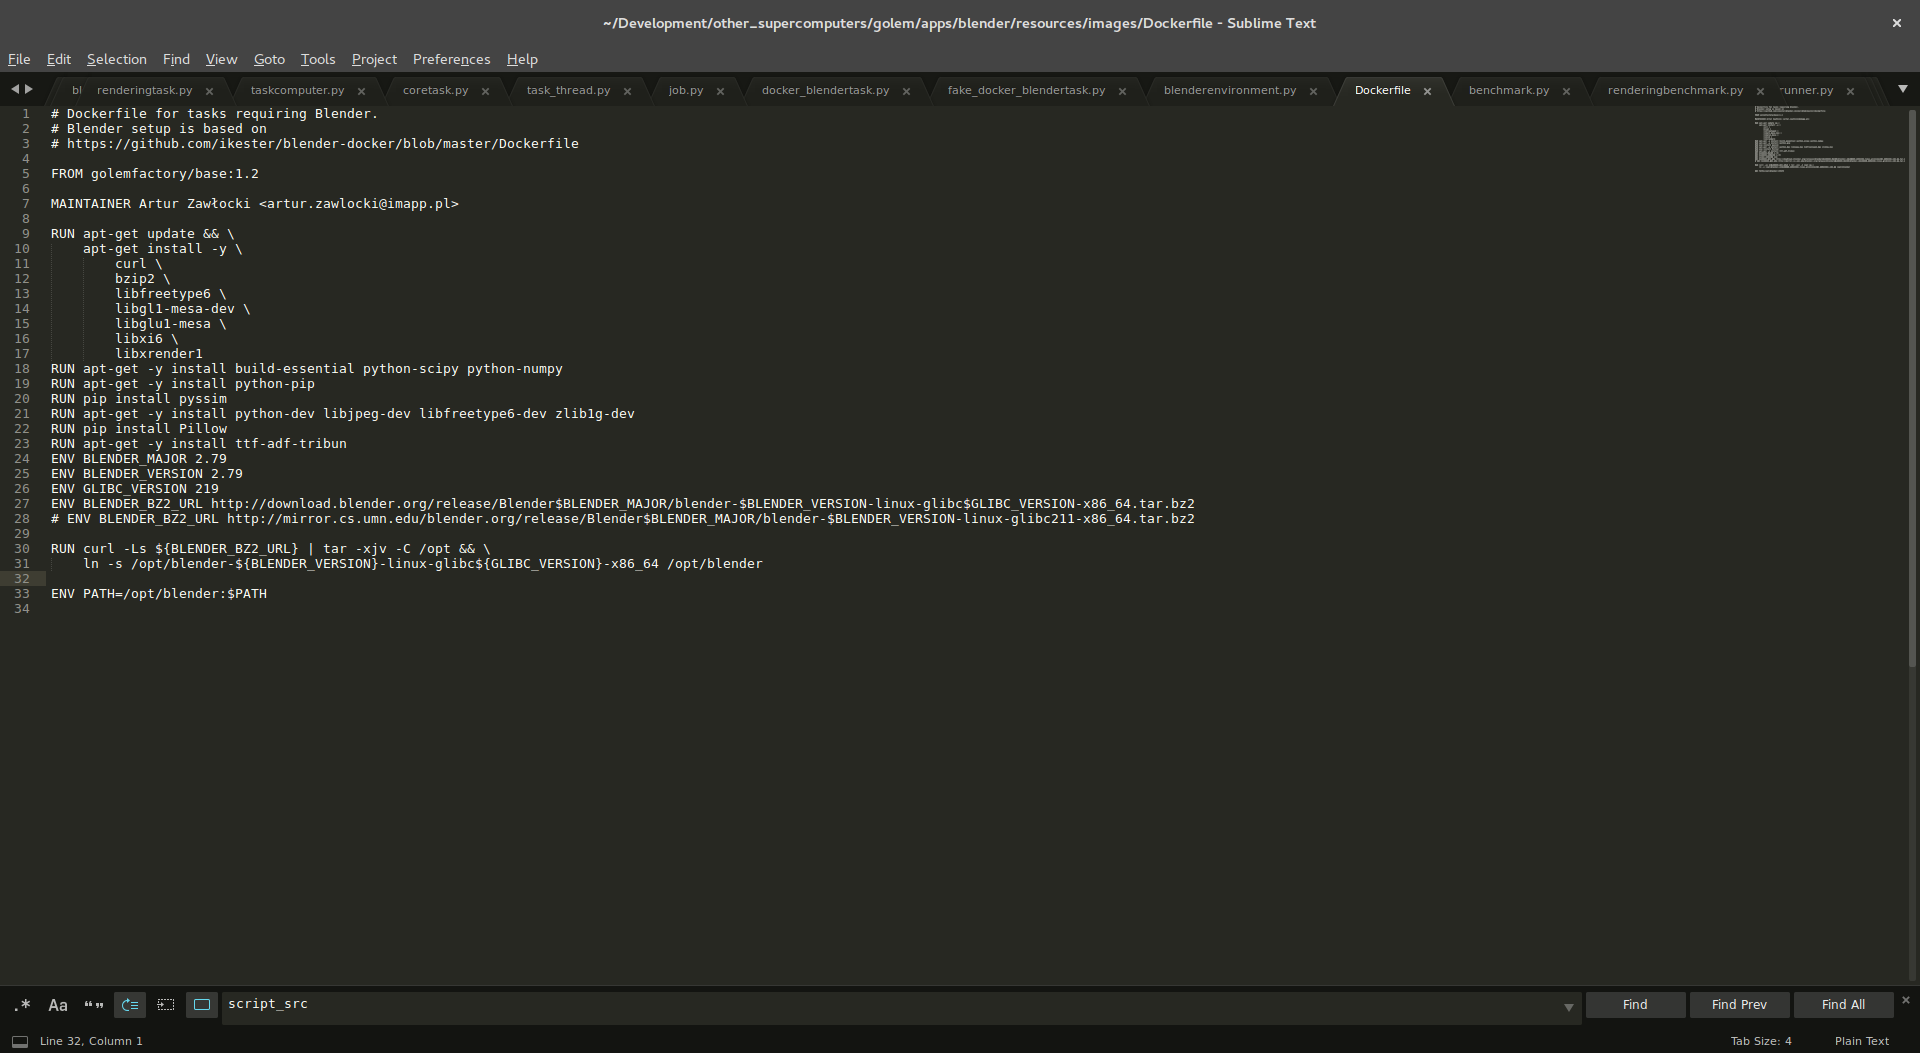 ~/Development/other_supercomputers/golem/apps/blender/resources/images/Dockerfile - Sublime Text
File Edit Selection Find View Goto Tools Project Preferences Help
bl renderingtask.py taskcomputer.py coretask.py task_thread.py job.py docker_blendertask.py fake_docker_blendertask.py blenderenvironment.py Dockerfile benchmark.py renderingbenchmark.py runner.py
1 # Dockerfile for tasks requiring Blender.
2 # Blender setup is based on
3 # https://github.com/ikester/blender-docker/blob/master/Dockerfile
4
5 FROM golemfactory/base:1.2
6
7 MAINTAINER Artur Zawłocki <artur.zawlocki@imapp.pl>
8
9 RUN apt-get update && \
10     apt-get install -y \
11         curl \
12         bzip2 \
13         libfreetype6 \
14         libgl1-mesa-dev \
15         libglu1-mesa \
16         libxi6 \
17         libxrender1
18 RUN apt-get -y install build-essential python-scipy python-numpy
19 RUN apt-get -y install python-pip
20 RUN pip install pyssim
21 RUN apt-get -y install python-dev libjpeg-dev libfreetype6-dev zlib1g-dev
22 RUN pip install Pillow
23 RUN apt-get -y install ttf-adf-tribun
24 ENV BLENDER_MAJOR 2.79
25 ENV BLENDER_VERSION 2.79
26 ENV GLIBC_VERSION 219
27 ENV BLENDER_BZ2_URL http://download.blender.org/release/Blender$BLENDER_MAJOR/blender-$BLENDER_VERSION-linux-glibc$GLIBC_VERSION-x86_64.tar.bz2
28 # ENV BLENDER_BZ2_URL http://mirror.cs.umn.edu/blender.org/release/Blender$BLENDER_MAJOR/blender-$BLENDER_VERSION-linux-glibc211-x86_64.tar.bz2
29
30 RUN curl -Ls ${BLENDER_BZ2_URL} | tar -xjv -C /opt && \
31     ln -s /opt/blender-${BLENDER_VERSION}-linux-glibc${GLIBC_VERSION}-x86_64 /opt/blender
32
33 ENV PATH=/opt/blender:$PATH
34
.* Aa “” script_src Find Find Prev Find All
Line 32, Column 1 Tab Size: 4 Plain Text